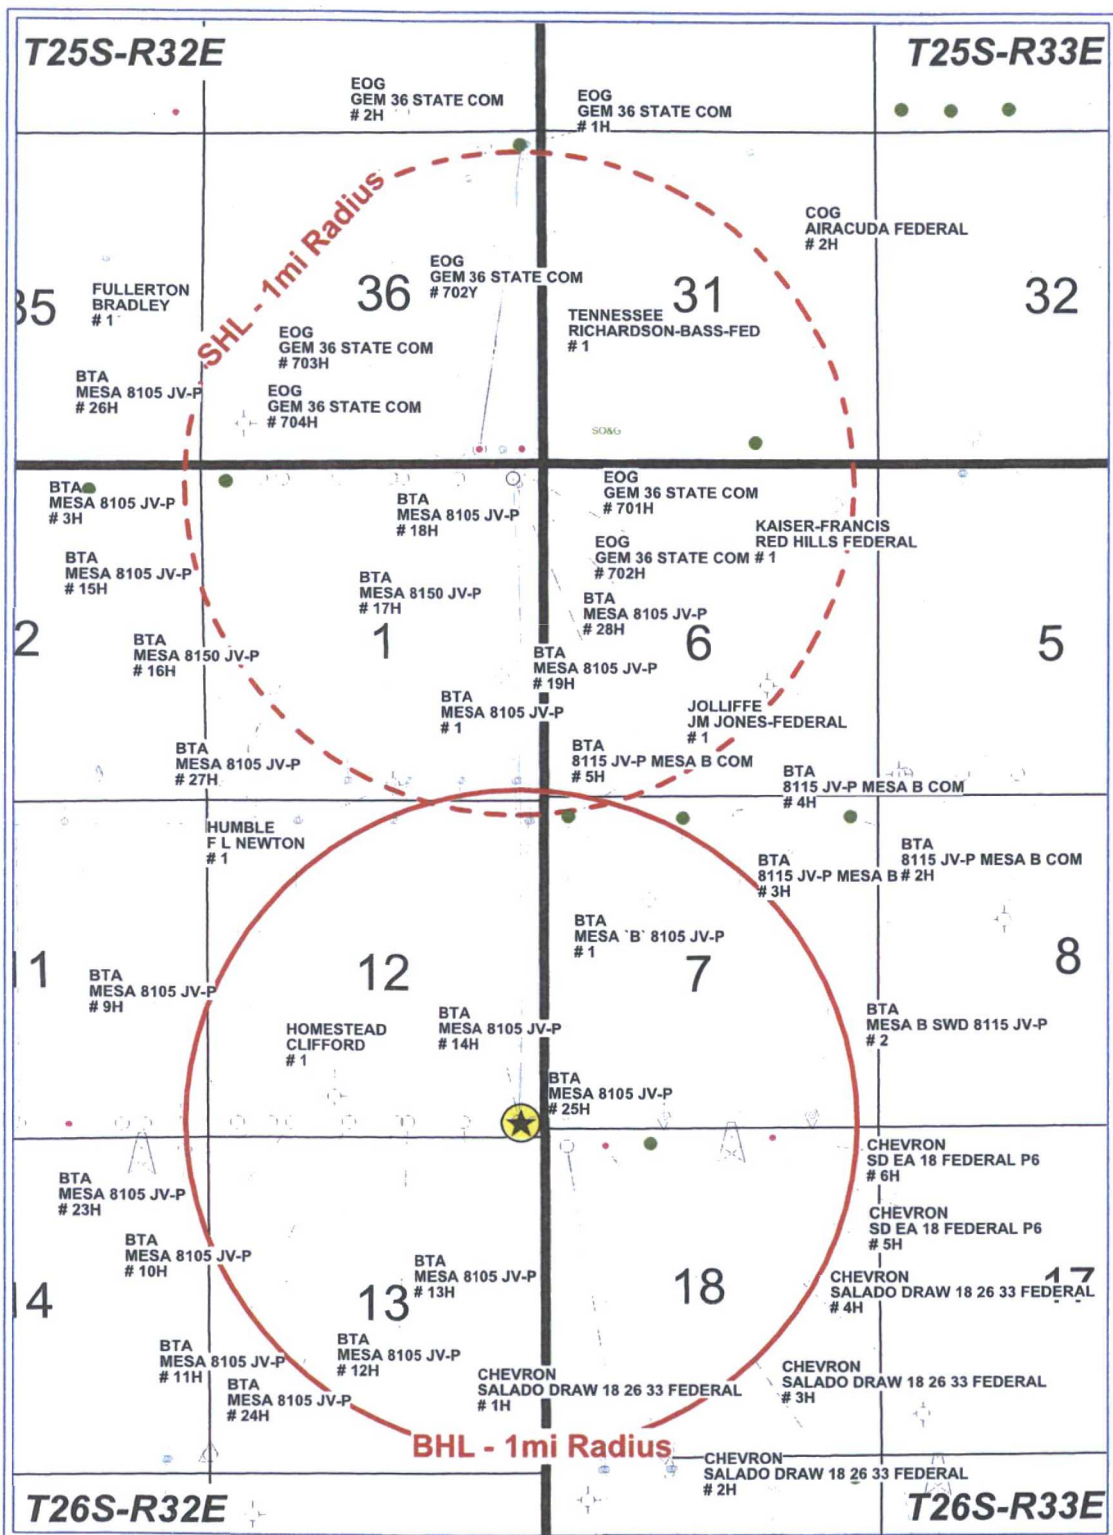 T25S-R32E
T25S-R33E
EOG
GEM 36 STATE COM
# 2H
EOG
GEM 36 STATE COM
# 1H
COG
AIRACUDA FEDERAL
# 2H
SHL - 1mi Radius
35
FULLERTON
BRADLEY
# 1
36
EOG
GEM 36 STATE COM
# 702Y
31
32
TENNESSEE
RICHARDSON-BASS-FED
# 1
EOG
GEM 36 STATE COM
# 703H
BTA
MESA 8105 JV-P
# 26H
EOG
GEM 36 STATE COM
# 704H
SO&G
BTA
MESA 8105 JV-P
# 3H
BTA
MESA 8105 JV-P
# 18H
EOG
GEM 36 STATE COM
# 701H
KAISER-FRANCIS
RED HILLS FEDERAL
# 1
EOG
GEM 36 STATE COM
# 702H
BTA
MESA 8105 JV-P
# 15H
BTA
MESA 8150 JV-P
# 17H
BTA
MESA 8105 JV-P
# 28H
2
BTA
MESA 8150 JV-P
# 16H
1
6
5
BTA
MESA 8105 JV-P
# 19H
BTA
MESA 8105 JV-P
# 1
JOLLIFFE
JM JONES-FEDERAL
# 1
BTA
MESA 8105 JV-P
# 27H
BTA
8115 JV-P MESA B COM
# 5H
BTA
8115 JV-P MESA B COM
# 4H
HUMBLE
F L NEWTON
# 1
BTA
8115 JV-P MESA B
# 3H
BTA
8115 JV-P MESA B COM
# 2H
BTA
MESA `B` 8105 JV-P
# 1
11
12
7
8
BTA
MESA 8105 JV-P
# 9H
HOMESTEAD
CLIFFORD
# 1
BTA
MESA 8105 JV-P
# 14H
BTA
MESA B SWD 8115 JV-P
# 2
BTA
MESA 8105 JV-P
# 25H
BTA
MESA 8105 JV-P
# 23H
CHEVRON
SD EA 18 FEDERAL P6
# 6H
CHEVRON
SD EA 18 FEDERAL P6
# 5H
BTA
MESA 8105 JV-P
# 10H
BTA
MESA 8105 JV-P
# 13H
14
13
18
17
CHEVRON
SALADO DRAW 18 26 33 FEDERAL
# 4H
BTA
MESA 8105 JV-P
# 11H
BTA
MESA 8105 JV-P
# 12H
BTA
MESA 8105 JV-P
# 24H
CHEVRON
SALADO DRAW 18 26 33 FEDERAL
# 1H
CHEVRON
SALADO DRAW 18 26 33 FEDERAL
# 3H
BHL - 1mi Radius
CHEVRON
SALADO DRAW 18 26 33 FEDERAL
# 2H
T26S-R32E
T26S-R33E